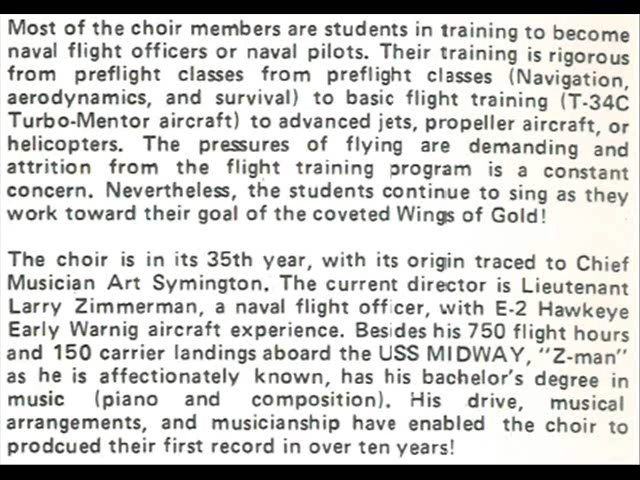 Most of the choir members are students in training to become
naval flight officers or naval pilots. Their training is rigorous
from preflight classes from preflight classes (Navigation,
aerodynamics, and survival) to basic flight training (T-34C
Turbo-Mentor aircraft) to advanced jets, propeller aircraft, or
helicopters. The pressures of flying are demanding and
attrition from the flight training program is a constant
concern. Nevertheless, the students continue to sing as they
work toward their goal of the coveted Wings of Gold!
The choir is in its 35th year, with its origin traced to Chief
Musician Art Symington. The current director is Lieutenant
Larry Zimmerman, a naval flight officer, with E-2 Hawkeye
Early Warnig aircraft experience. Besides his 750 flight hours
and 150 carrier landings aboard the USS MIDWAY, "Z-man"
as he is affectionately known, has his bachelor's degree in
music (piano and composition). His drive, musical
arrangements, and musicianship have enabled the choir to
prodcued their first record in over ten years!